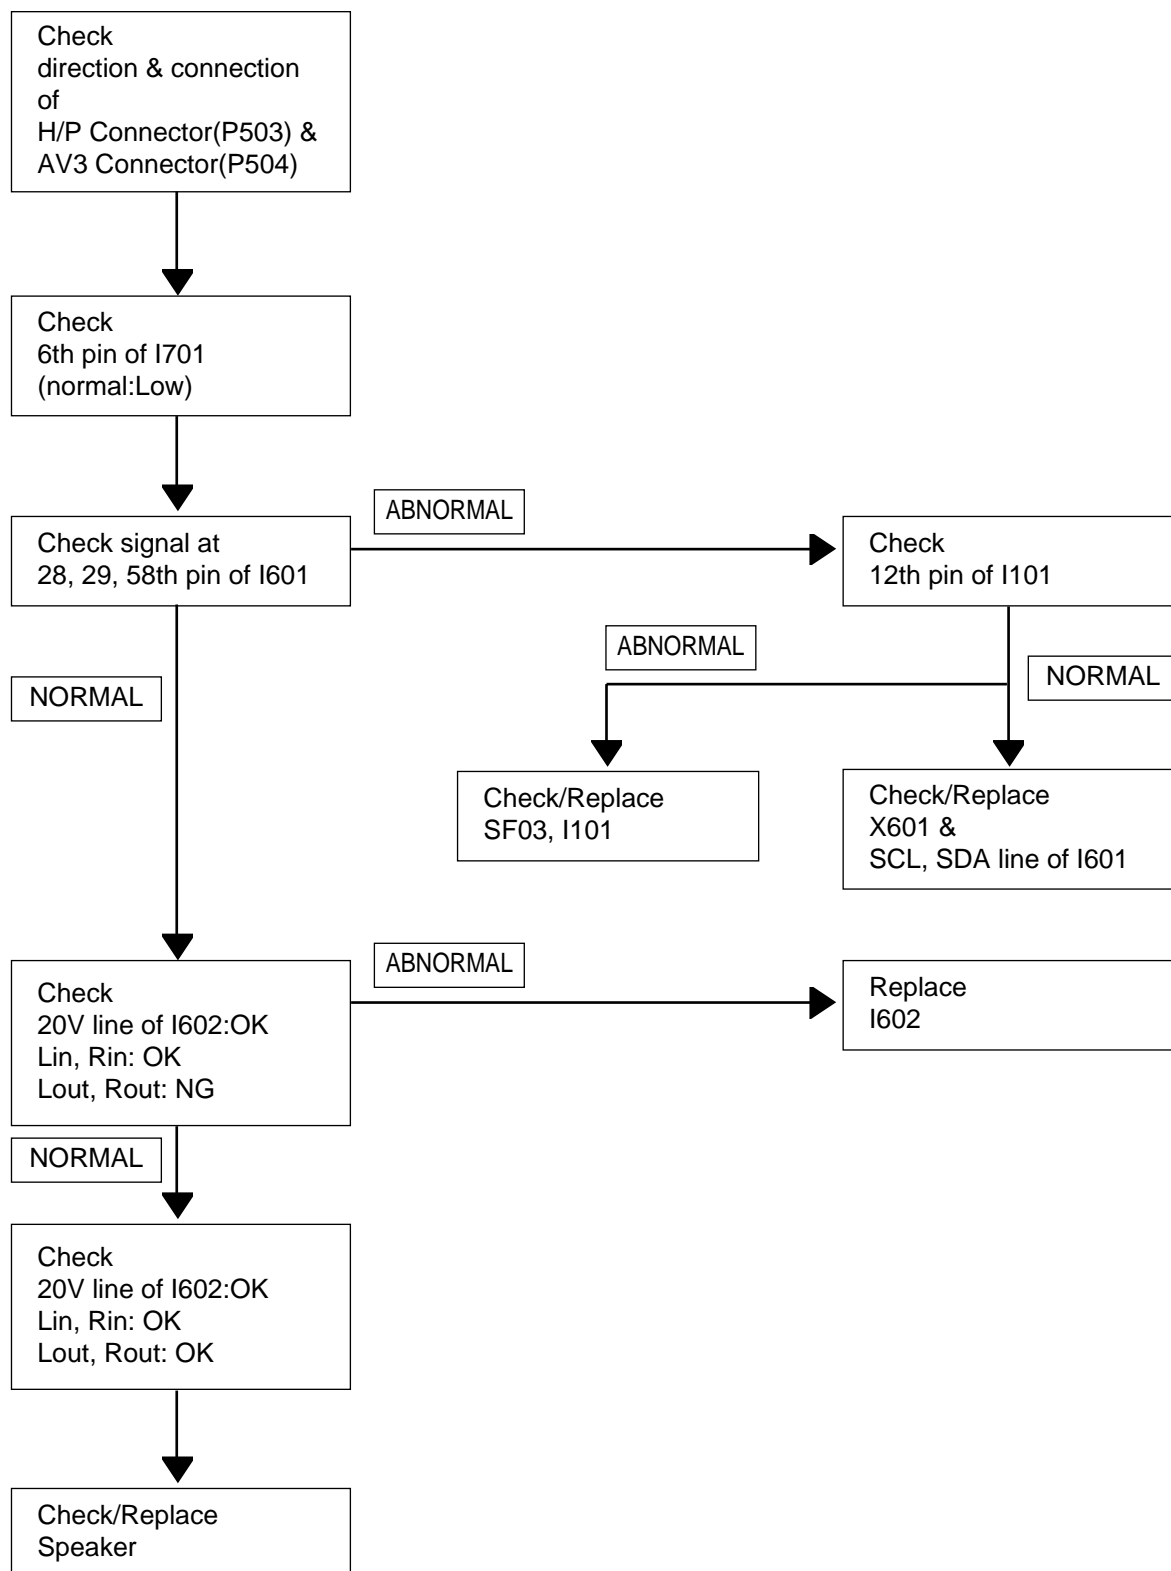 Check
direction & connection
of
H/P Connector(P503) &
AV3 Connector(P504)
Check
6th pin of I701
(normal:Low)
Check signal at
28, 29, 58th pin of I601
ABNORMAL
Check
12th pin of I101
ABNORMAL
NORMAL
NORMAL
Check/Replace
SF03, I101
Check/Replace
X601 &
SCL, SDA line of I601
Check
20V line of I602:OK
Lin, Rin: OK
Lout, Rout: NG
ABNORMAL
Replace
I602
NORMAL
Check
20V line of I602:OK
Lin, Rin: OK
Lout, Rout: OK
Check/Replace
Speaker